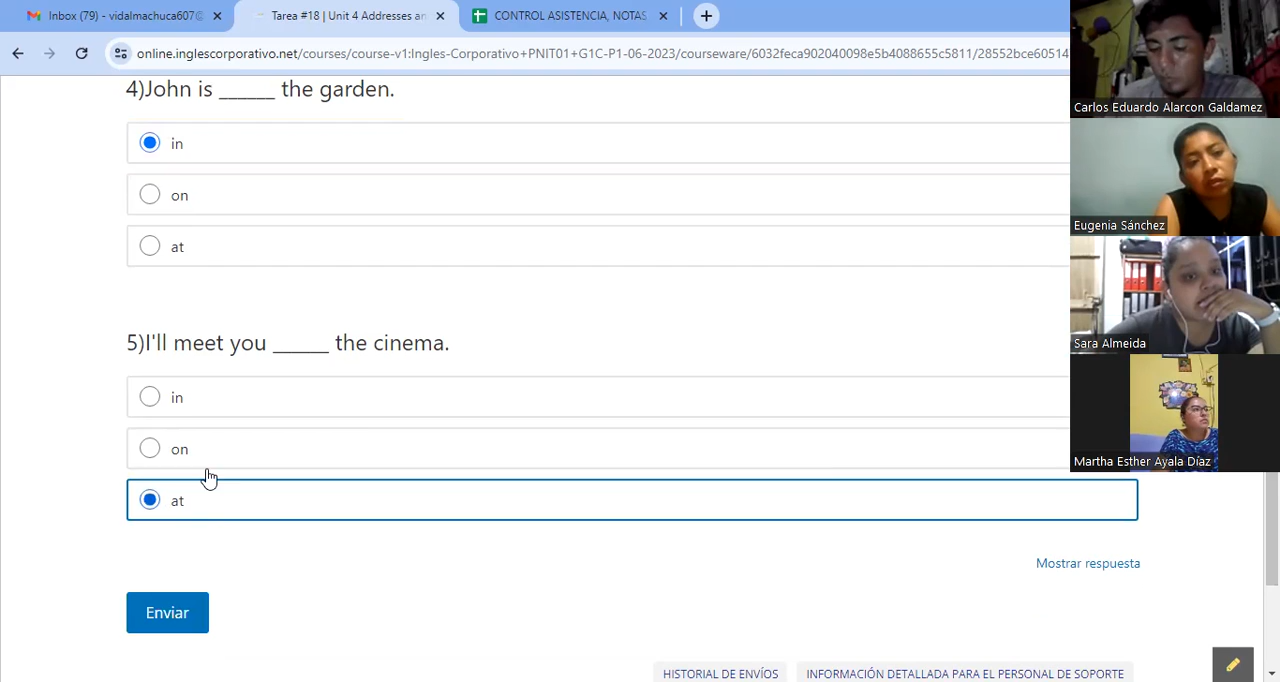 Inbox (79) - vidalmachuca607@
Tarea #18 | Unit 4 Addresses an
CONTROL ASISTENCIA, NOTAS
online.inglescorporativo.net/courses/course-v1:Ingles-Corporativo+PNIT01+G1C-P1-06-2023/courseware/6032feca902040098e5b4088655c5811/28552bce60514
4)John is ______ the garden.
in
on
at
5)I'll meet you ______ the cinema.
in
on
at
Mostrar respuesta
Enviar
HISTORIAL DE ENVÍOS
INFORMACIÓN DETALLADA PARA EL PERSONAL DE SOPORTE
Carlos Eduardo Alarcon Galdamez
Eugenia Sánchez
Sara Almeida
Martha Esther Ayala Díaz